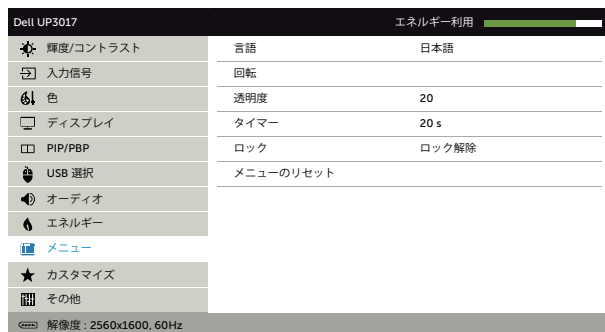 Dell UP3017 エネルギー利用
輝度/コントラスト 言語 日本語
入力信号 回転
色 透明度 20
ディスプレイ タイマー 20 s
PIP/PBP ロック ロック解除
USB 選択 メニューのリセット
オーディオ
エネルギー
メニュー
カスタマイズ
その他
解像度 : 2560x1600, 60Hz